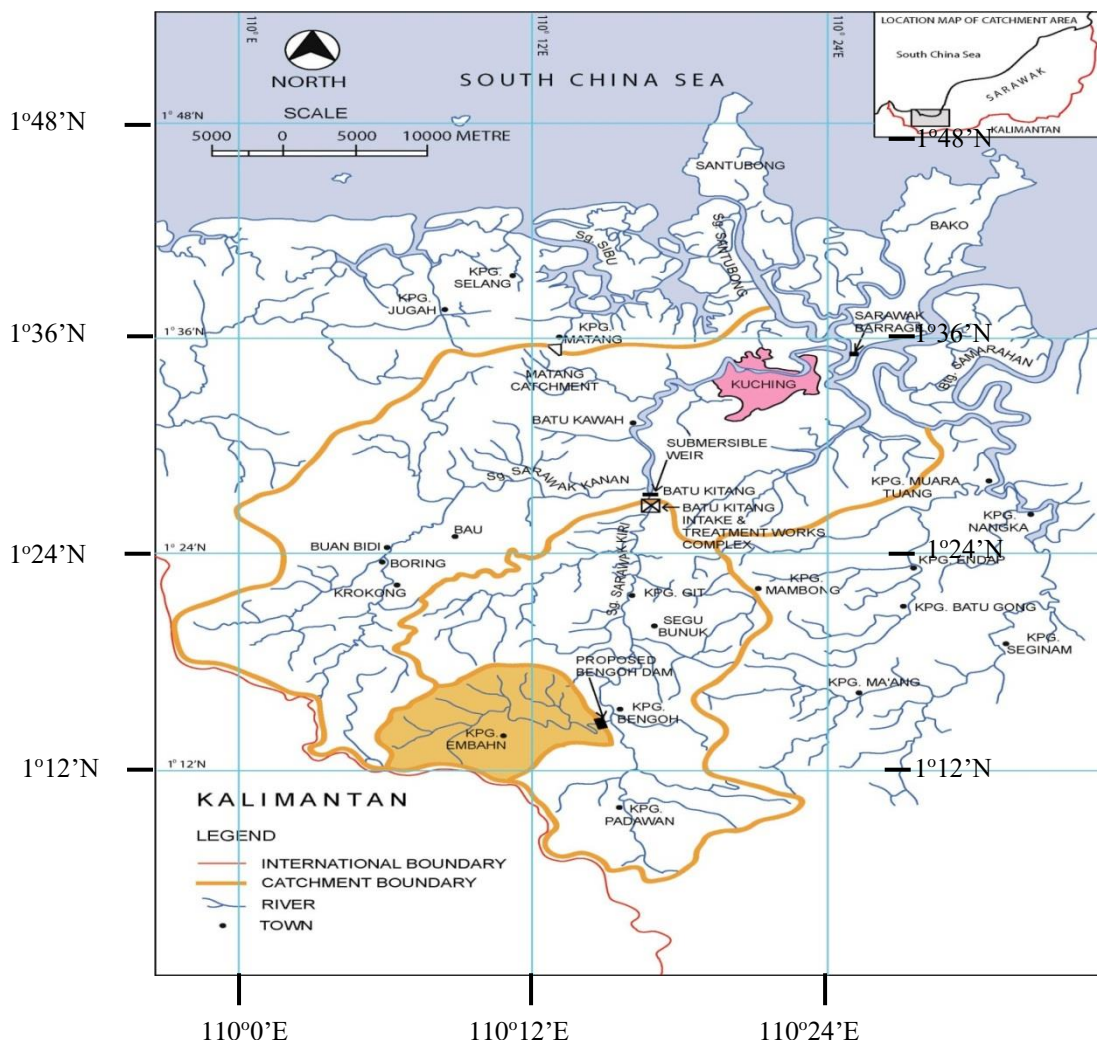 110° E
110° 12'E
110° 24'E
LOCATION MAP OF CATCHMENT AREA
South China Sea
SARAWAK
KALIMANTAN
NORTH
SOUTH CHINA SEA
SCALE
5000 0 5000 10000 METRE
1°48'N
1° 48'N
1°48'N
SANTUBONG
BAKO
Sg. SIBU
Sg. SANTUBONG
KPG.
SELANG
KPG.
JUGAH
SARAWAK
BARRAGE
1°36'N
1° 36'N
1°36'N
KPG.
MATANG
MATANG
CATCHMENT
Btg. SAMARAHAN
KUCHING
BATU KAWAH
SUBMERSIBLE
WEIR
Sg. SARAWAK KANAN
KPG. MUARA
TUANG
BATU KITANG
BATU KITANG
INTAKE &
TREATMENT WORKS
COMPLEX
KPG.
NANGKA
BAU
BUAN BIDI
1°24'N
1° 24'N
1°24'N
BORING
KPG. ENDAP
KROKONG
Sg. SARAWAK KIRI
KPG. GIT
KPG.
MAMBONG
KPG. BATU GONG
SEGU
BUNUK
KPG.
SEGINAM
PROPOSED
BENGOH DAM
KPG. MA'ANG
KPG.
BENGOH
KPG.
EMBAHN
1°12'N
1° 12'N
1°12'N
KALIMANTAN
KPG.
PADAWAN
LEGEND
INTERNATIONAL BOUNDARY
CATCHMENT BOUNDARY
RIVER
TOWN
110°0'E
110°12'E
110°24'E